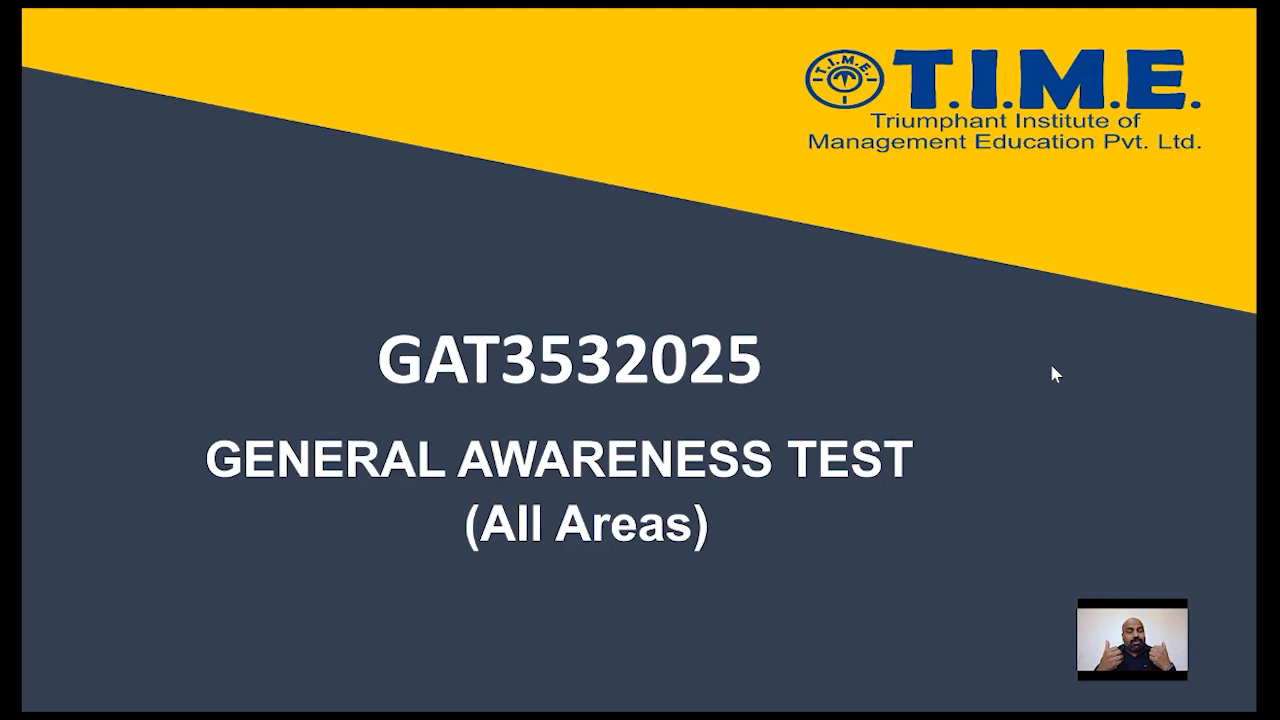 T.I.M.E.
T.I.M.E.
Triumphant Institute of
Management Education Pvt. Ltd.
GAT3532025
GENERAL AWARENESS TEST
(All Areas)